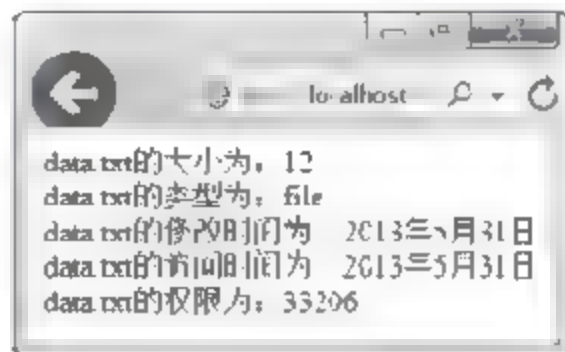 localhost
data.txt的大小为：12
data.txt的类型为：file
data.txt的修改时间为 2013年5月31日
data.txt的访问时间为 2013年5月31日
data.txt的权限为：33206